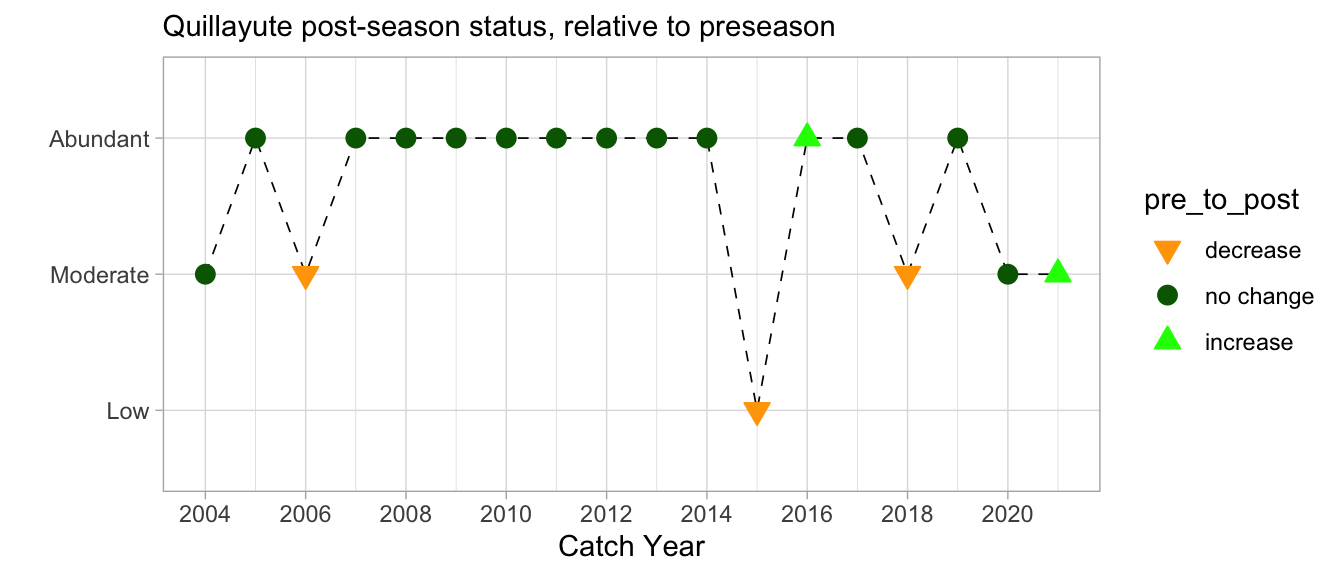 Quillayute post-season status, relative to preseason
Abundant
Moderate
Low
2004 2006 2008 2010 2012 2014 2016 2018 2020
Catch Year
pre_to_post
decrease
no change
increase